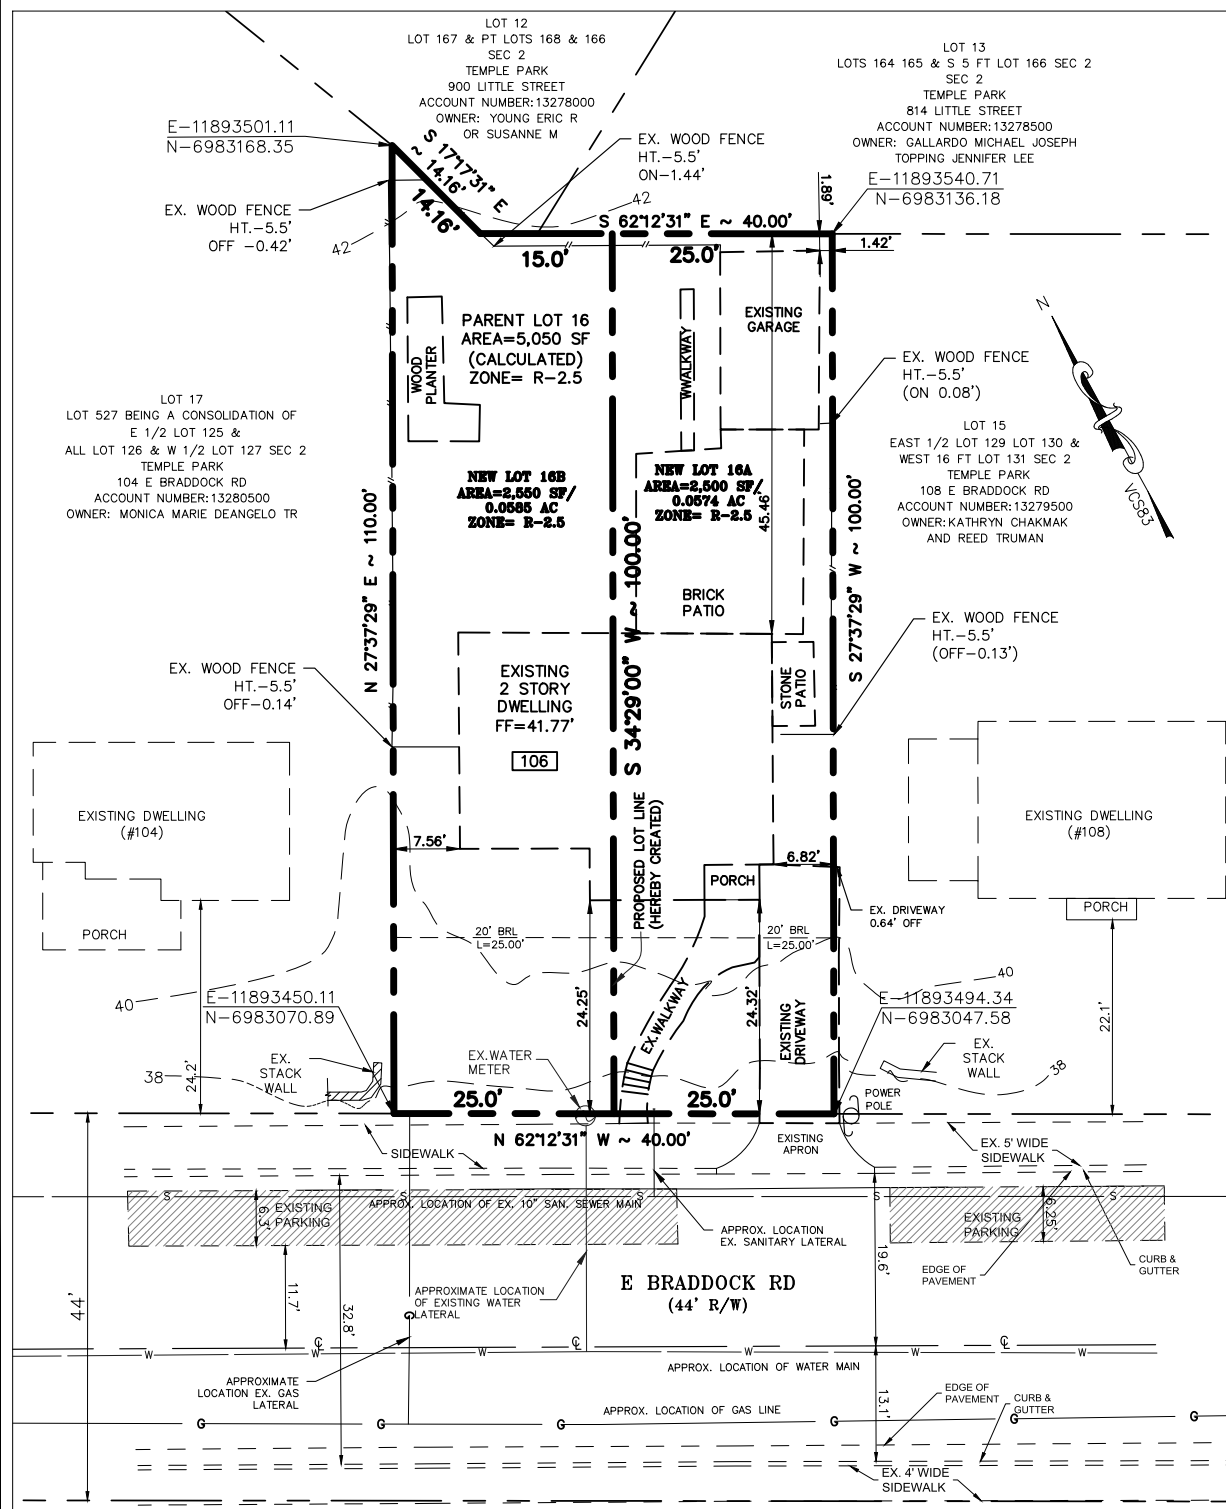 LOT 12
LOT 167 & PT LOTS 168 & 166
SEC 2
TEMPLE PARK
900 LITTLE STREET
ACCOUNT NUMBER:13278000
OWNER: YOUNG ERIC R
OR SUSANNE M
LOT 13
LOTS 164 165 & S 5 FT LOT 166 SEC 2
SEC 2
TEMPLE PARK
814 LITTLE STREET
ACCOUNT NUMBER:13278500
OWNER: GALLARDO MICHAEL JOSEPH
TOPPING JENNIFER LEE
E-11893501.11
N-6983168.35
S 17°17'31" E
~ 14.16'
14.16'
EX. WOOD FENCE
HT.-5.5'
ON-1.44'
1.89'
E-11893540.71
N-6983136.18
EX. WOOD FENCE
HT.-5.5'
OFF -0.42'
42
42
S 62°12'31" E ~ 40.00'
15.0'
25.0'
1.42'
PARENT LOT 16
AREA=5,050 SF
(CALCULATED)
ZONE= R-2.5
WOOD
PLANTER
WWALKWAY
EXISTING
GARAGE
N
VCS83
EX. WOOD FENCE
HT.-5.5'
(ON 0.08')
LOT 17
LOT 527 BEING A CONSOLIDATION OF
E 1/2 LOT 125 &
ALL LOT 126 & W 1/2 LOT 127 SEC 2
TEMPLE PARK
104 E BRADDOCK RD
ACCOUNT NUMBER:13280500
OWNER: MONICA MARIE DEANGELO TR
LOT 15
EAST 1/2 LOT 129 LOT 130 &
WEST 16 FT LOT 131 SEC 2
TEMPLE PARK
108 E BRADDOCK RD
ACCOUNT NUMBER:13279500
OWNER:KATHRYN CHAKMAK
AND REED TRUMAN
NEW LOT 16B
AREA=2,550 SF/
0.0585 AC
ZONE= R-2.5
NEW LOT 16A
AREA=2,500 SF/
0.0574 AC
ZONE= R-2.5
45.46'
N 27°37'29" E ~ 110.00'
S 34°29'00" W ~ 100.00'
S 27°37'29" W ~ 100.00'
BRICK
PATIO
EX. WOOD FENCE
HT.-5.5'
(OFF-0.13')
EX. WOOD FENCE
HT.-5.5'
OFF-0.14'
EXISTING
2 STORY
DWELLING
FF=41.77'
106
STONE
PATIO
EXISTING DWELLING
(#104)
PORCH
EXISTING DWELLING
(#108)
PORCH
7.56'
PROPOSED LOT LINE
(HEREBY CREATED)
6.82'
PORCH
EX. DRIVEWAY
0.64' OFF
20' BRL
L=25.00'
20' BRL
L=25.00'
40
40
E-11893450.11
N-6983070.89
E-11893494.34
N-6983047.58
24.25'
EX.WALKWAY
24.32'
EXISTING
DRIVEWAY
24.2'
22.1'
38
38
EX.
STACK
WALL
EX.WATER
METER
EX.
STACK
WALL
POWER
POLE
25.0'
25.0'
N 62°12'31" W ~ 40.00'
SIDEWALK
EXISTING
APRON
EX. 5' WIDE
SIDEWALK
S
S
S
S
S
APPROX. LOCATION OF EX. 10" SAN. SEWER MAIN
EXISTING
PARKING
6.3'
EXISTING
PARKING
6.25'
APPROX. LOCATION
EX. SANITARY LATERAL
EDGE OF
PAVEMENT
CURB &
GUTTER
11.7'
32.8'
44'
19.6'
APPROXIMATE LOCATION
OF EXISTING WATER
LATERAL
G
E BRADDOCK RD
(44' R/W)
W
W
W
W
W
W
APPROX. LOCATION OF WATER MAIN
APPROXIMATE
LOCATION EX. GAS
LATERAL
13.1'
EDGE OF
PAVEMENT
CURB &
GUTTER
APPROX. LOCATION OF GAS LINE
G
G
G
G
G
G
EX. 4' WIDE
SIDEWALK